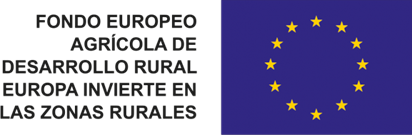 FONDO EUROPEO
AGRÍCOLA DE
DESARROLLO RURAL
EUROPA INVIERTE EN
LAS ZONAS RURALES